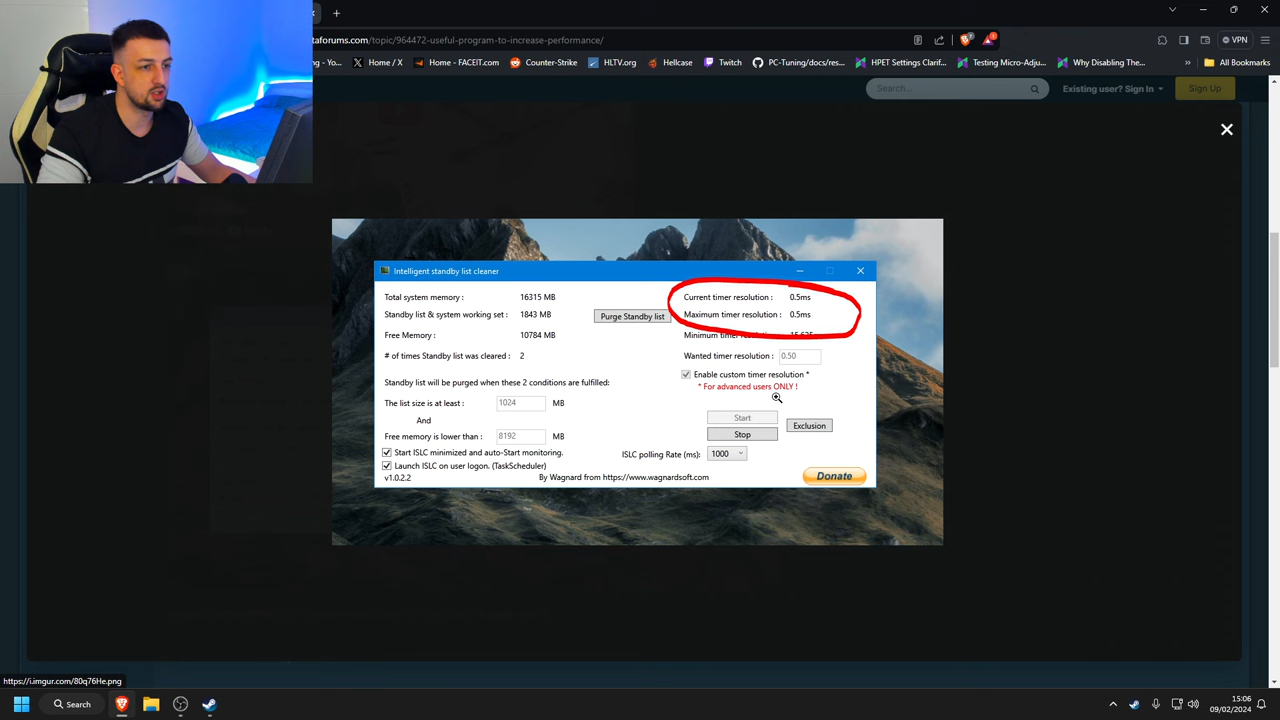 taforums.com/topic/964472-useful-program-to-increase-performance/
VPN
ng - Yo...
Home / X
Home — FACEIT.com
Counter-Strike
HLTV.org
Hellcase
Twitch
PC-Tuning/docs/res...
HPET Settings Clarif...
Testing Micro-Adju...
Why Disabling The...
All Bookmarks
Search...
Existing user? Sign In
Sign Up
Intelligent standby list cleaner
Total system memory : 16315 MB
Current timer resolution : 0.5ms
Standby list & system working set : 1843 MB
Purge Standby list
Maximum timer resolution : 0.5ms
Free Memory : 10784 MB
Minimum timer resolution : 15.625
# of times Standby list was cleared : 2
Wanted timer resolution : 0.50
Enable custom timer resolution *
* For advanced users ONLY !
Standby list will be purged when these 2 conditions are fulfilled:
The list size is at least : 1024 MB
And
Free memory is lower than : 8192 MB
Start
Stop
Exclusion
Start ISLC minimized and auto-Start monitoring.
ISLC polling Rate (ms): 1000
Launch ISLC on user logon. (TaskScheduler)
v1.0.2.2
By Wagnard from https://www.wagnardsoft.com
Donate
https://i.imgur.com/80q76He.png
Search
15:06
09/02/2024